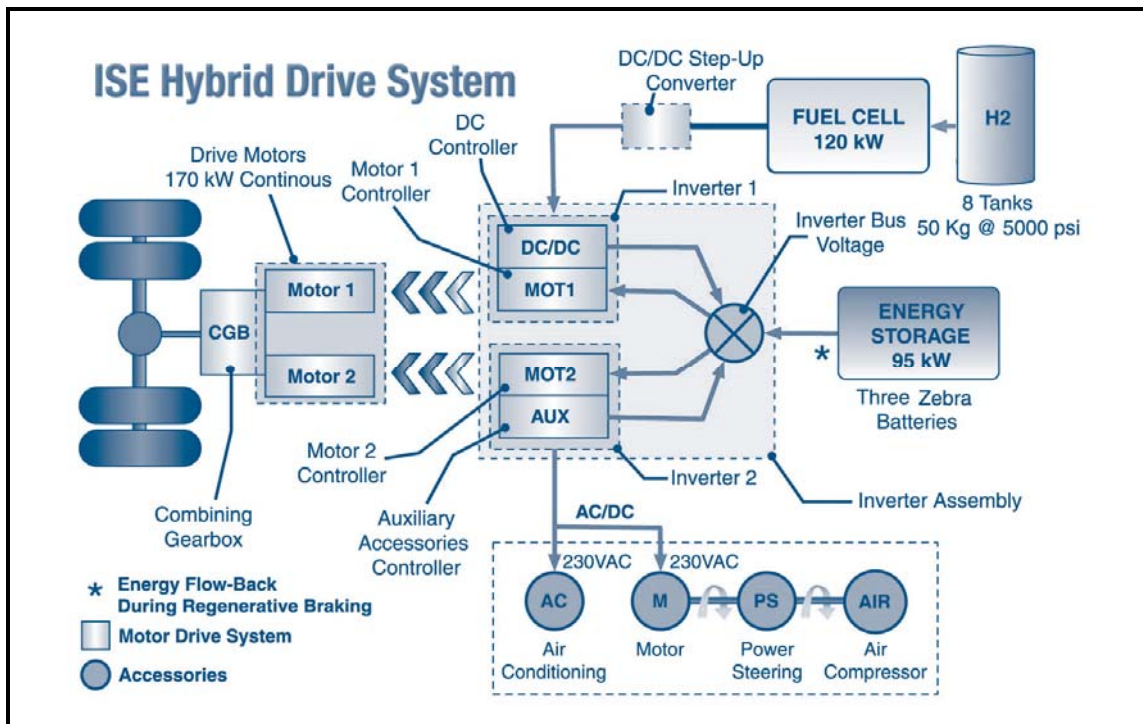 ISE Hybrid Drive System
DC/DC Step-Up
Converter
FUEL CELL
120 kW
H2
8 Tanks
50 Kg @ 5000 psi
DC
Controller
Motor 1
Controller
Drive Motors
170 kW Continous
Inverter 1
Inverter Bus
Voltage
DC/DC
MOT1
Motor 1
CGB
Motor 2
MOT2
AUX
ENERGY
STORAGE
95 kW
*
Three Zebra
Batteries
Motor 2
Controller
Inverter 2
Inverter Assembly
Combining
Gearbox
Auxiliary
Accessories
Controller
AC/DC
230VAC
230VAC
AC
M
PS
AIR
Air
Conditioning
Motor
Power
Steering
Air
Compressor
* Energy Flow-Back
During Regenerative Braking
Motor Drive System
Accessories